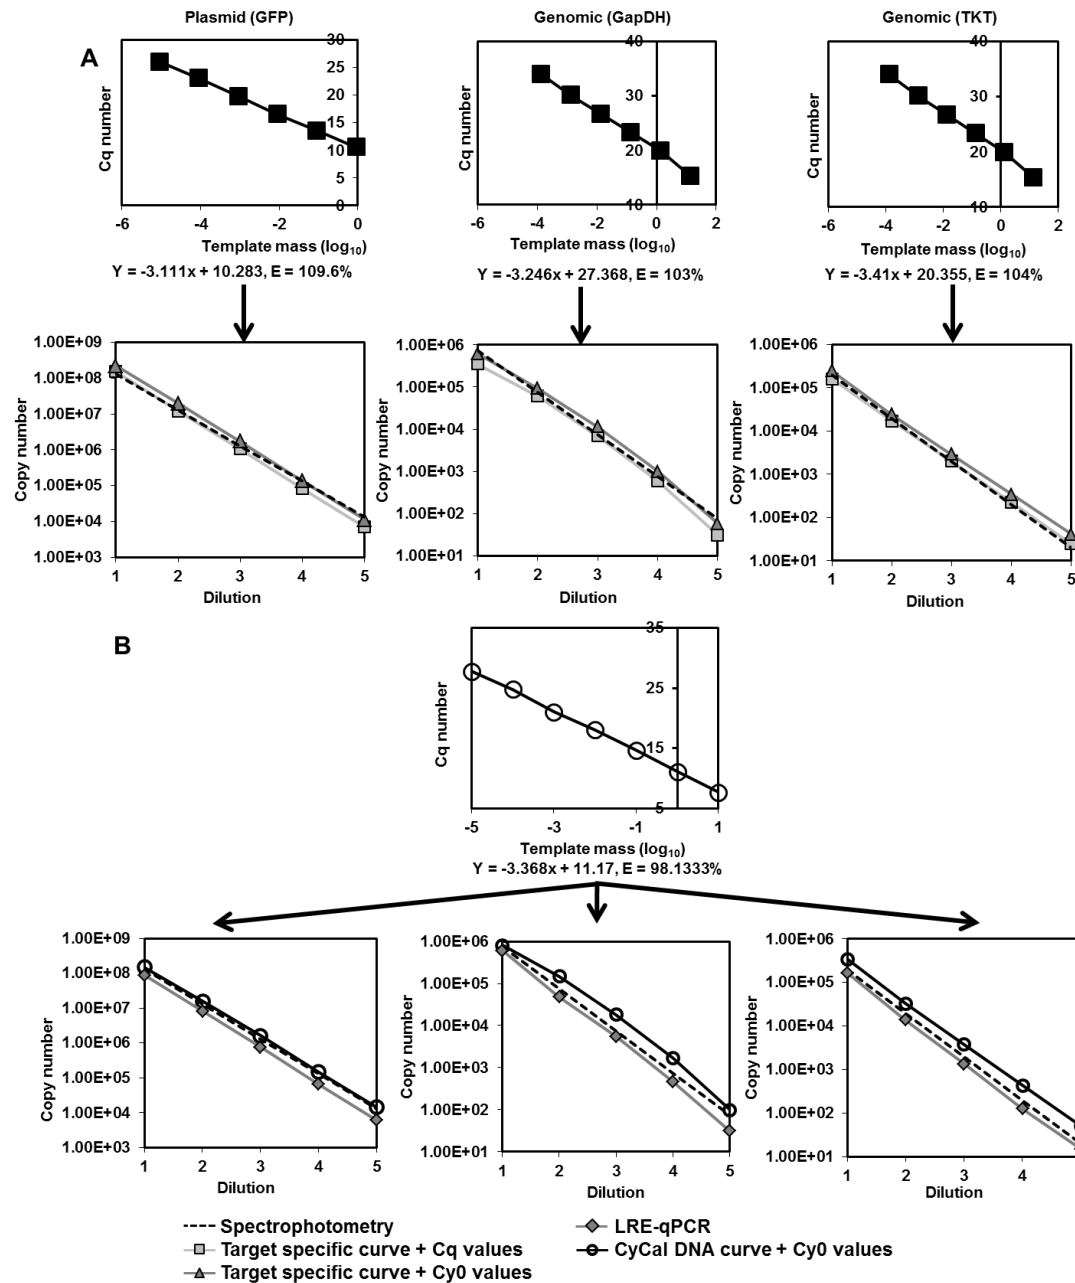 Plasmid (GFP) Genomic (GapDH) Genomic (TKT)
A
30
25
20
15
10
5
0
Cq number
-6 -4 -2 0
Template mass (log10)
Y = -3.111x + 10.283, E = 109.6%
40
30
20
10
Cq number
-6 -4 -2 0 2
Template mass (log10)
Y = -3.246x + 27.368, E = 103%
40
30
20
10
Cq number
-6 -4 -2 0 2
Template mass (log10)
Y = -3.41x + 20.355, E = 104%
1.00E+09
1.00E+08
1.00E+07
1.00E+06
1.00E+05
1.00E+04
1.00E+03
Copy number
1 2 3 4 5
Dilution
1.00E+06
1.00E+05
1.00E+04
1.00E+03
1.00E+02
1.00E+01
Copy number
1 2 3 4 5
Dilution
1.00E+06
1.00E+05
1.00E+04
1.00E+03
1.00E+02
1.00E+01
Copy number
1 2 3 4 5
Dilution
B
35
25
15
5
Cq number
-5 -3 -1 1
Template mass (log10)
Y = -3.368x + 11.17, E = 98.1333%
1.00E+09
1.00E+08
1.00E+07
1.00E+06
1.00E+05
1.00E+04
1.00E+03
Copy number
1 2 3 4 5
Dilution
1.00E+06
1.00E+05
1.00E+04
1.00E+03
1.00E+02
1.00E+01
Copy number
1 2 3 4 5
Dilution
1.00E+06
1.00E+05
1.00E+04
1.00E+03
1.00E+02
1.00E+01
Copy number
1 2 3 4
Dilution
Spectrophotometry
LRE-qPCR
Target specific curve + Cq values
CyCal DNA curve + Cy0 values
Target specific curve + Cy0 values